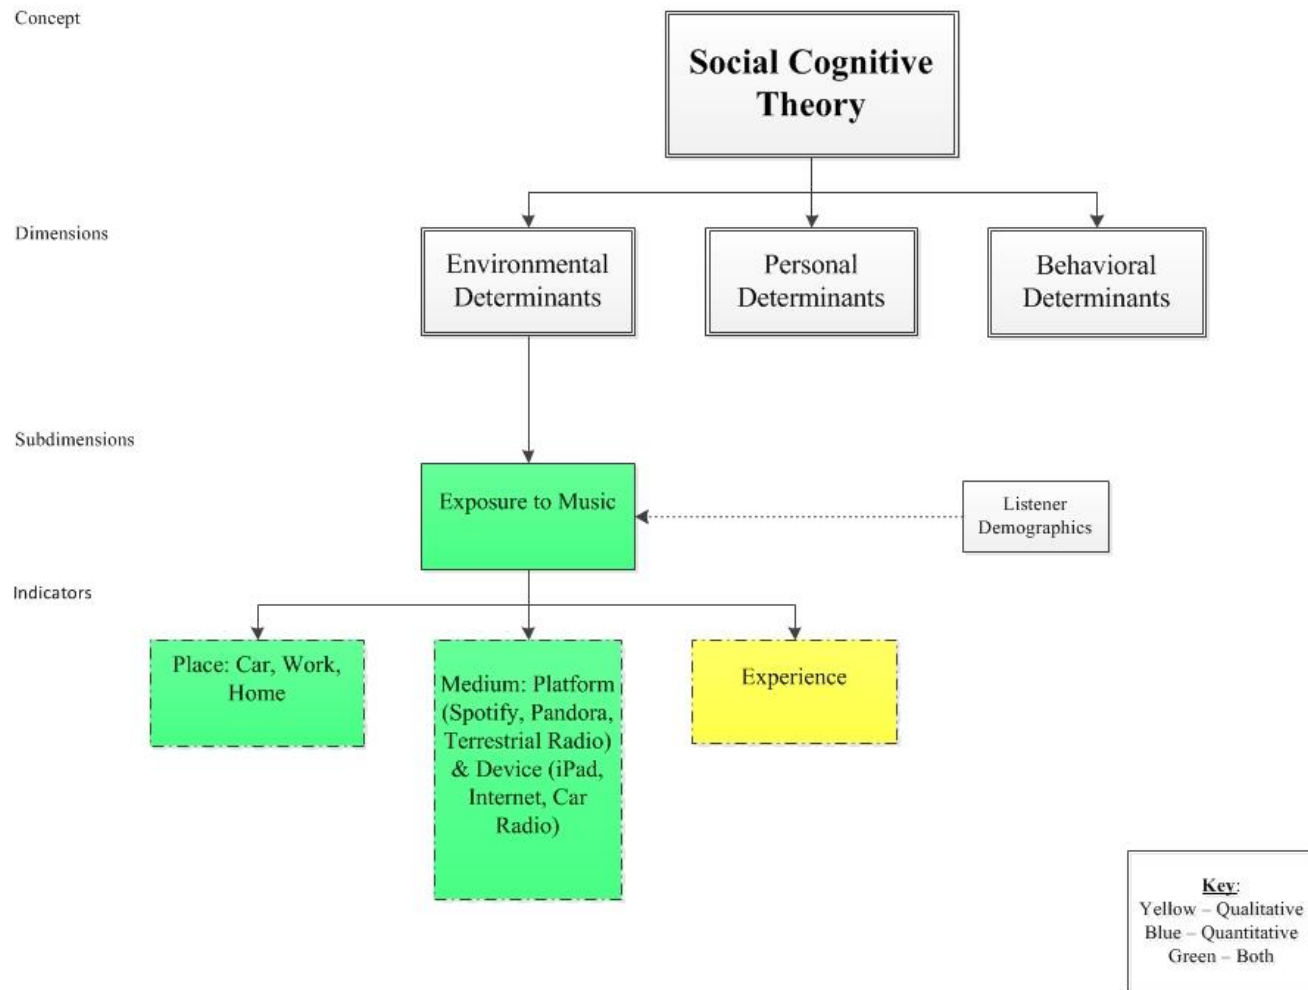 Concept
Social Cognitive
Theory
Dimensions
Environmental
Determinants
Personal
Determinants
Behavioral
Determinants
Subdimensions
Exposure to Music
Listener
Demographics
Indicators
Place: Car, Work,
Home
Medium: Platform
(Spotify, Pandora,
Terrestrial Radio)
& Device (iPad,
Internet, Car
Radio)
Experience
Key:
Yellow – Qualitative
Blue – Quantitative
Green – Both